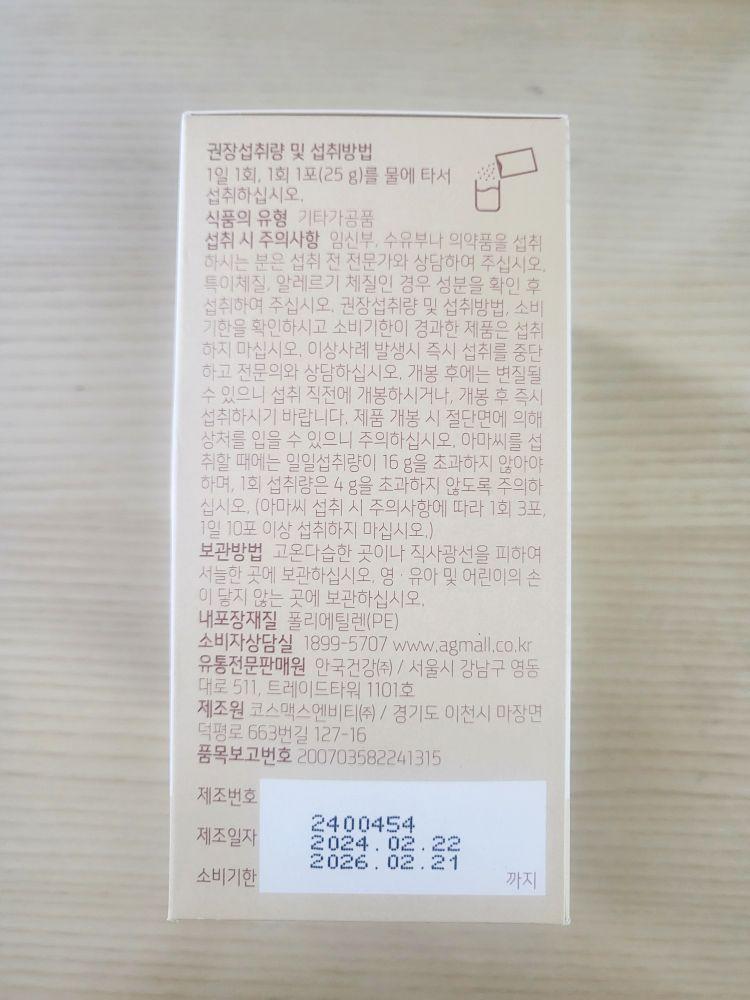 권장섭취량 및 섭취방법
1일 1회, 1회 1포(25 g)를 물에 타서
섭취하십시오.
식품의 유형 기타가공품
섭취 시 주의사항 임신부, 수유부나 의약품을 섭취
하시는 분은 섭취 전 전문가와 상담하여 주십시오.
특이체질, 알레르기 체질인 경우 성분을 확인 후
섭취하여 주십시오. 권장섭취량 및 섭취방법, 소비
기한을 확인하시고 소비기한이 경과한 제품은 섭취
하지 마십시오. 이상사례 발생시 즉시 섭취를 중단
하고 전문의와 상담하십시오. 개봉 후에는 변질될
수 있으니 섭취 직전에 개봉하시거나, 개봉 후 즉시
섭취하시기 바랍니다. 제품 개봉 시 절단면에 의해
상처를 입을 수 있으니 주의하십시오. 아마씨를 섭
취할 때에는 일일섭취량이 16 g을 초과하지 않아야
하며, 1회 섭취량은 4 g을 초과하지 않도록 주의하
십시오. (아마씨 섭취 시 주의사항에 따라 1회 3포,
1일 10포 이상 섭취하지 마십시오.)
보관방법 고온다습한 곳이나 직사광선을 피하여
서늘한 곳에 보관하십시오. 영·유아 및 어린이의 손
이 닿지 않는 곳에 보관하십시오.
내포장재질 폴리에틸렌(PE)
소비자상담실 1899-5707 www.agmall.co.kr
유통전문판매원 안국건강㈜ / 서울시 강남구 영동
대로 511, 트레이드타워 1101호
제조원 코스맥스엔비티㈜ / 경기도 이천시 마장면
덕평로 663번길 127-16
품목보고번호 200703582241315
제조번호 2400454
제조일자 2024.02.22
소비기한 2026.02.21 까지